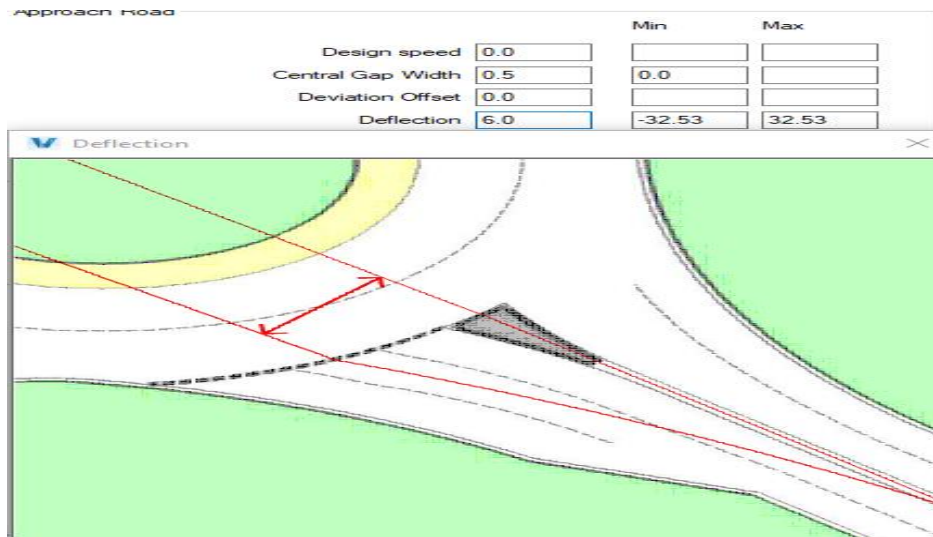 Approach Road
Min Max
Design speed 0.0
Central Gap Width 0.5 0.0
Deviation Offset 0.0
Deflection 6.0 -32.53 32.53
Deflection